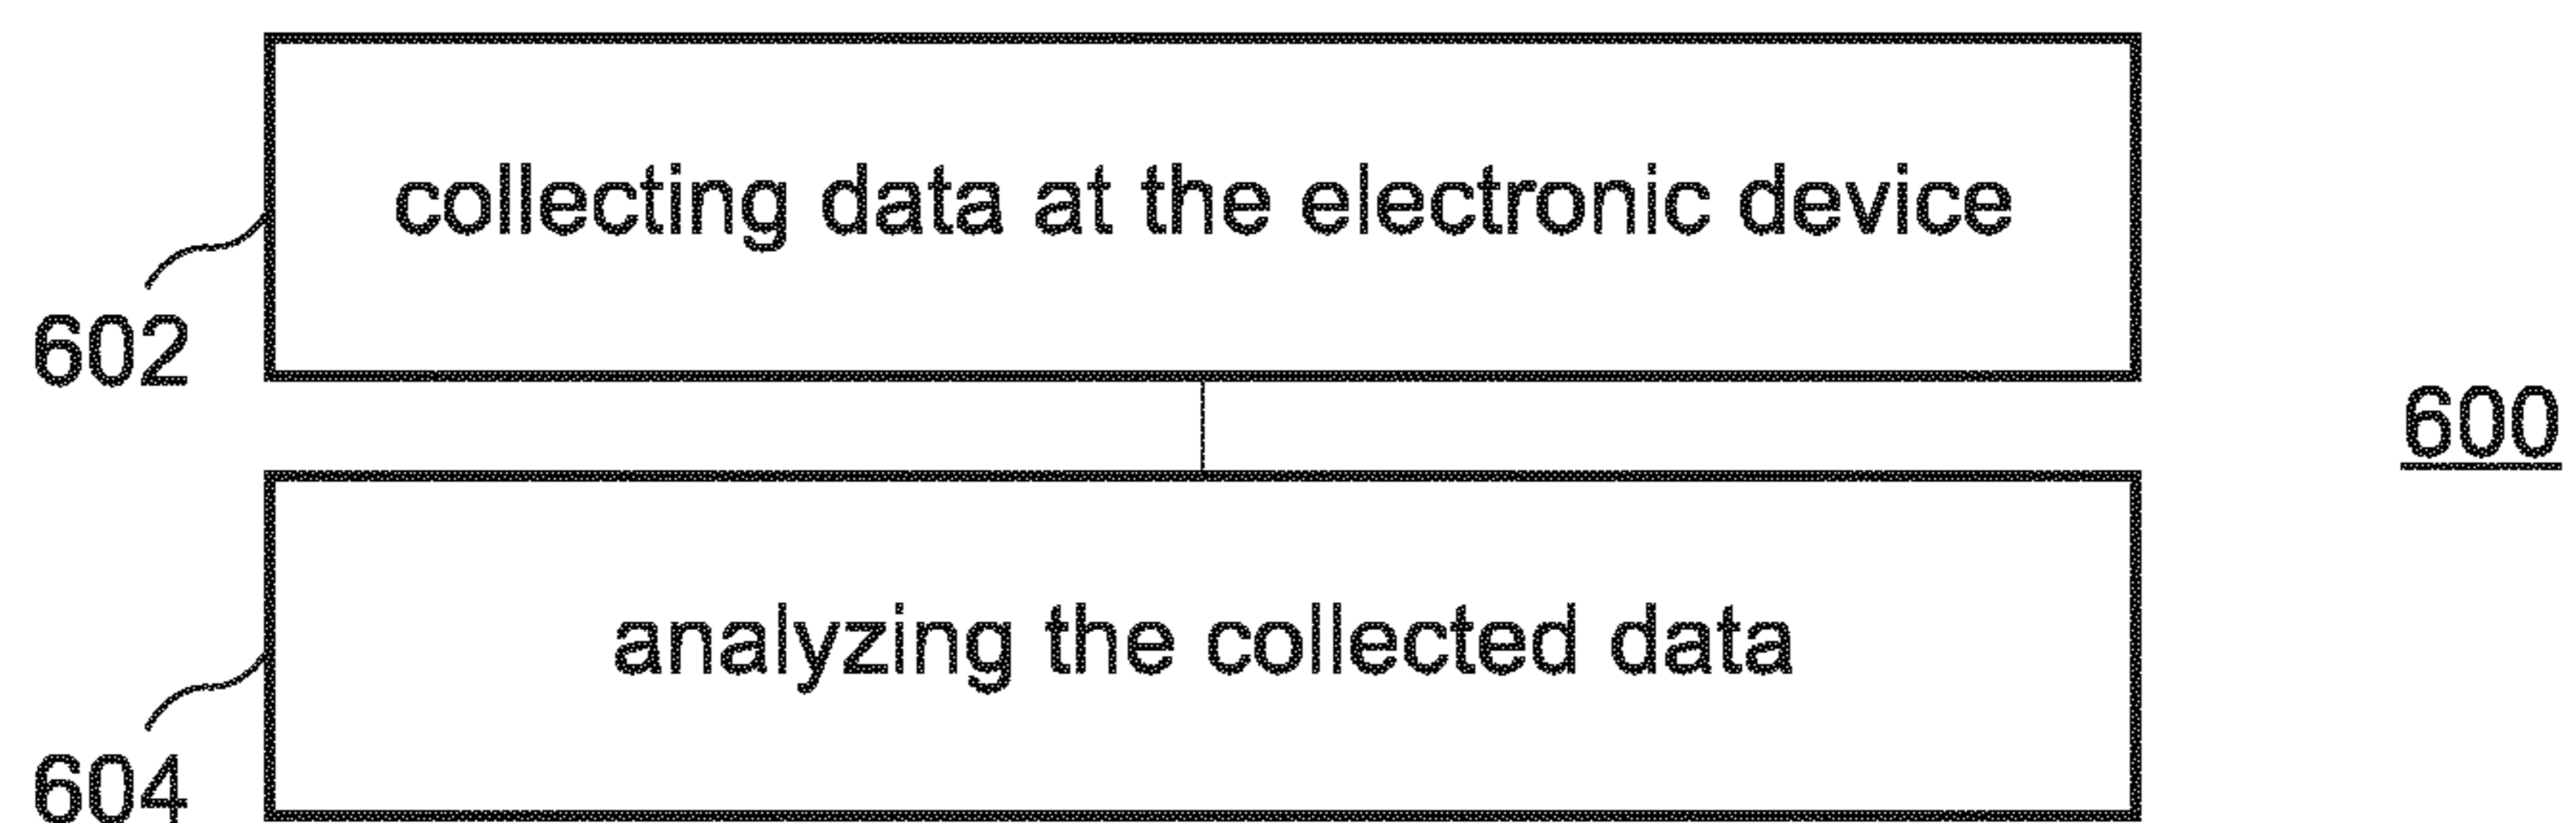 collecting data at the electronic device
602
600
analyzing the collected data
604